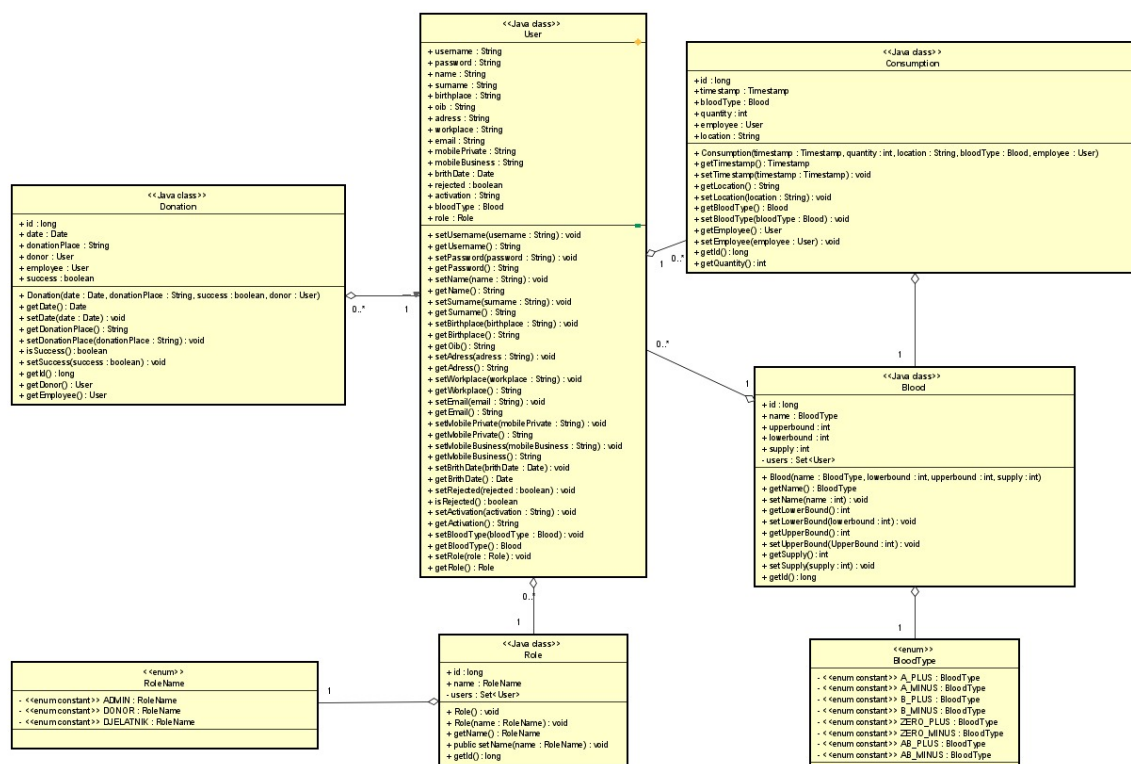 <<Java class>>
User
+ username : String
+ password : String
+ name : String
+ surname : String
+ birthplace : String
+ oib : String
+ adress : String
+ workplace : String
+ email : String
+ mobilePrivate : String
+ mobileBusiness : String
+ brithDate : Date
+ rejected : boolean
+ activation : String
+ bloodType : Blood
+ role : Role
+ setUsername(username : String) : void
+ getUsername() : String
+ setPassword(password : String) : void
+ getPassword() : String
+ setName(name : String) : void
+ getName() : String
+ setSurname(surname : String) : void
+ getSurname() : String
+ setBirthplace(birthplace : String) : void
+ getBirthplace() : String
+ getOib() : String
+ setAdress(adress : String) : void
+ getAdress() : String
+ setWorkplace(workplace : String) : void
+ getWorkplace() : String
+ setEmail(email : String) : void
+ getEmail() : String
+ setMobilePrivate(mobilePrivate : String) : void
+ getMobilePrivate() : String
+ setMobileBusiness(mobileBusiness : String) : void
+ getMobileBusiness() : String
+ setBrithDate(brithDate : Date) : void
+ getBrithDate() : Date
+ setRejected(rejected : boolean) : void
+ isRejected() : boolean
+ setActivation(activation : String) : void
+ getActivation() : String
+ setBloodType(bloodType : Blood) : void
+ getBloodType() : Blood
+ setRole(role : Role) : void
+ getRole() : Role
<<Java class>>
Consumption
+ id : long
+ timestamp : Timestamp
+ bloodType : Blood
+ quantity : int
+ employee : User
+ location : String
+ Consumption(timestamp : Timestamp, quantity : int, location : String, bloodType : Blood, employee : User)
+ getTimestamp() : Timestamp
+ setTimestamp(timestamp : Timestamp) : void
+ getLocation() : String
+ setLocation(location : String) : void
+ getBloodType() : Blood
+ setBloodType(bloodType : Blood) : void
+ getEmployee() : User
+ setEmployee(employee : User) : void
+ getId() : long
+ getQuantity() : int
<<Java class>>
Donation
+ id : long
+ date : Date
+ donationPlace : String
+ donor : User
+ employee : User
+ success : boolean
+ Donation(date : Date, donationPlace : String, success : boolean, donor : User)
+ getDate() : Date
+ setDate(date : Date) : void
+ getDonationPlace() : String
+ setDonationPlace(donationPlace : String) : void
+ isSuccess() : boolean
+ setSuccess(success : boolean) : void
+ getId() : long
+ getDonor() : User
+ getEmployee() : User
0..*
1
1
0..*
0..*
1
1
<<Java class>>
Blood
+ id : long
+ name : BloodType
+ upperbound : int
+ lowerbound : int
+ supply : int
- users : Set<User>
+ Blood(name : BloodType, lowerbound : int, upperbound : int, supply : int)
+ getName() : BloodType
+ setName(name : int) : void
+ getLowerBound() : int
+ setLowerBound(lowerbound : int) : void
+ getUpperBound() : int
+ setUpperBound(UpperBound : int) : void
+ getSupply() : int
+ setSupply(supply : int) : void
+ getId() : long
0..*
1
1
<<Java class>>
Role
+ id : long
+ name : RoleName
- users : Set<User>
+ Role() : void
+ Role(name : RoleName) : void
+ getName() : RoleName
+ public setName(name : RoleName) : void
+ getId() : long
<<enum>>
RoleName
- <<enum constant>> ADMIN : RoleName
- <<enum constant>> DONOR : RoleName
- <<enum constant>> DJELATNIK : RoleName
1
<<enum>>
BloodType
- <<enum constant>> A_PLUS : BloodType
- <<enum constant>> A_MINUS : BloodType
- <<enum constant>> B_PLUS : BloodType
- <<enum constant>> B_MINUS : BloodType
- <<enum constant>> ZERO_PLUS : BloodType
- <<enum constant>> ZERO_MINUS : BloodType
- <<enum constant>> AB_PLUS : BloodType
- <<enum constant>> AB_MINUS : BloodType